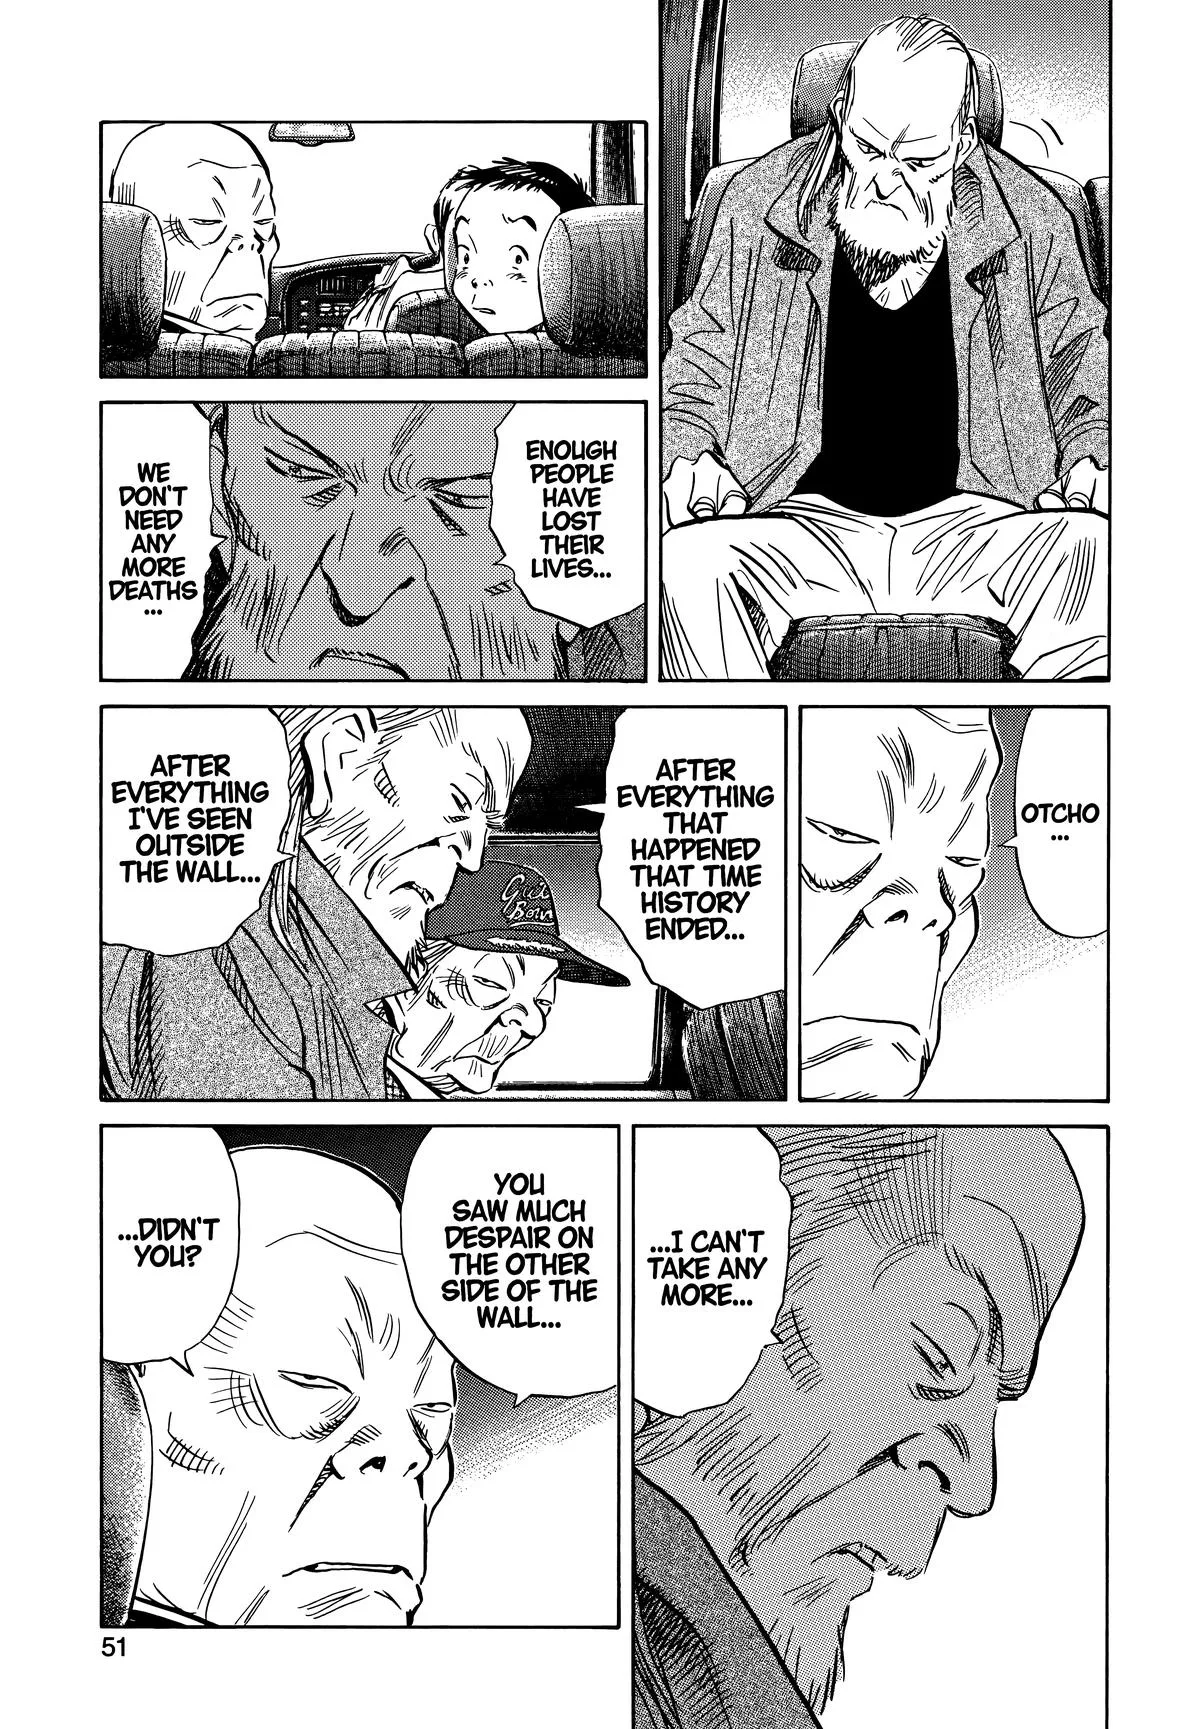 ENOUGH
PEOPLE
HAVE
LOST
THEIR
LIVES...
WE
DON'T
NEED
ANY
MORE
DEATHS
...
OTCHO
...
AFTER
EVERYTHING
THAT
HAPPENED
THAT TIME
HISTORY
ENDED...
AFTER
EVERYTHING
I'VE SEEN
OUTSIDE
THE WALL...
...I CAN'T
TAKE ANY
MORE...
YOU
SAW MUCH
DESPAIR ON
THE OTHER
SIDE OF THE
WALL...
...DIDN'T
YOU?
51